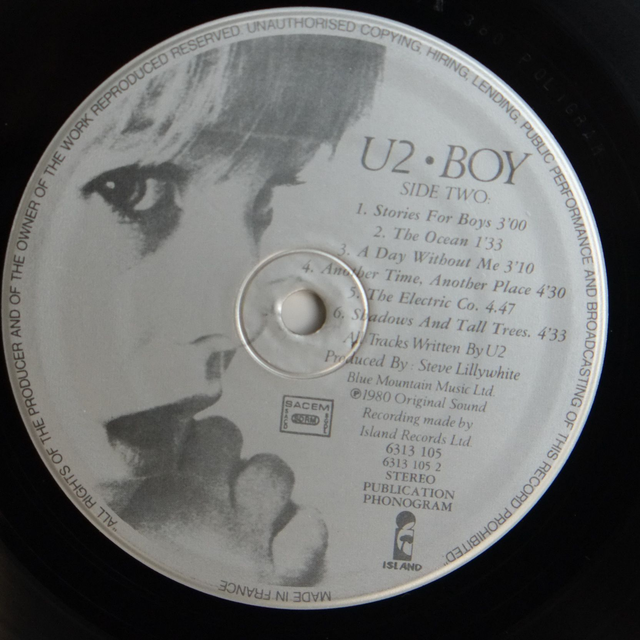 ALL RIGHTS OF THE PRODUCER AND OF THE OWNER OF THE WORK REPRODUCED RESERVED UNAUTHORISED COPYING, HIRING, LENDING, PUBLIC PERFORMANCE AND BROADCASTING OF THIS RECORD PROHIBITED
U2 • BOY
SIDE TWO:
1. Stories For Boys 3'00
2. The Ocean 1'33
3. A Day Without Me 3'10
4. Another Time, Another Place 4'30
5. The Electric Co. 4.47
6. Shadows And Tall Trees. 4'33
All Tracks Written By U2
Produced By : Steve Lillywhite
Blue Mountain Music Ltd.
℗1980 Original Sound
Recording made by
Island Records Ltd.
6313 105
6313 105 2
STEREO
PUBLICATION
PHONOGRAM
SACEM
ISLAND
MADE IN FRANCE